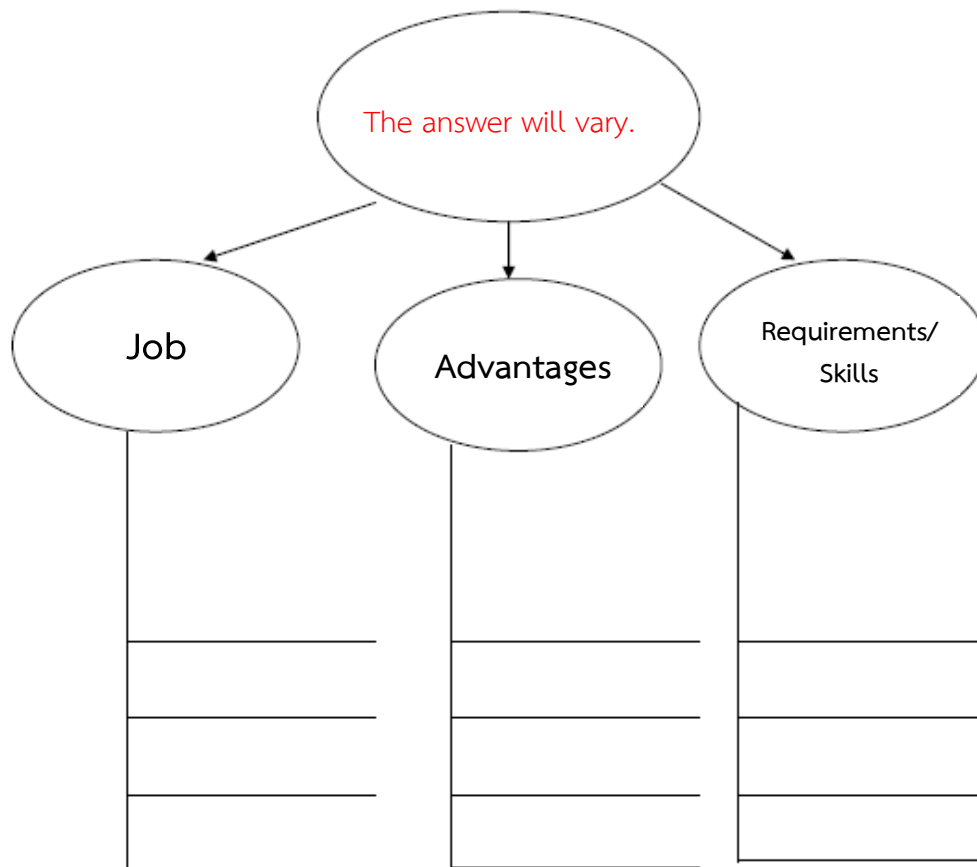 The answer will vary.
Job
Advantages
Requirements/
Skills